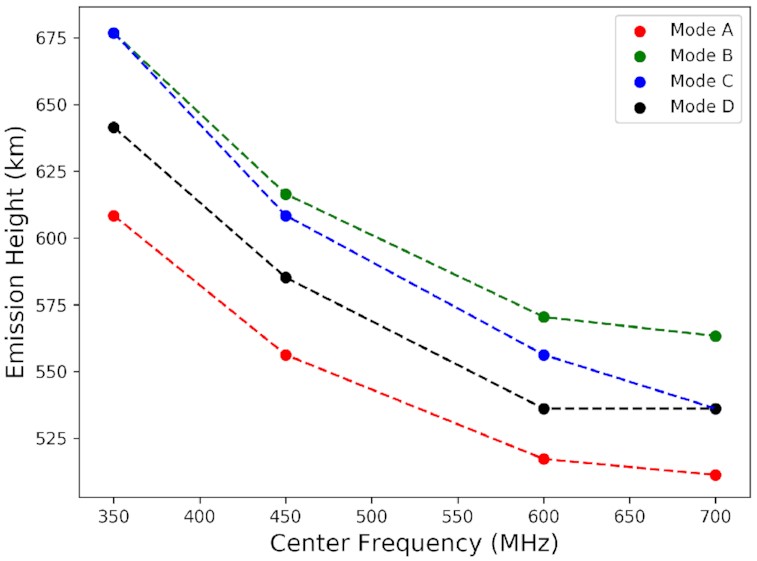 Emission Height (km)
675
650
625
600
575
550
525
Mode A
Mode B
Mode C
Mode D
350 400 450 500 550 600 650 700
Center Frequency (MHz)